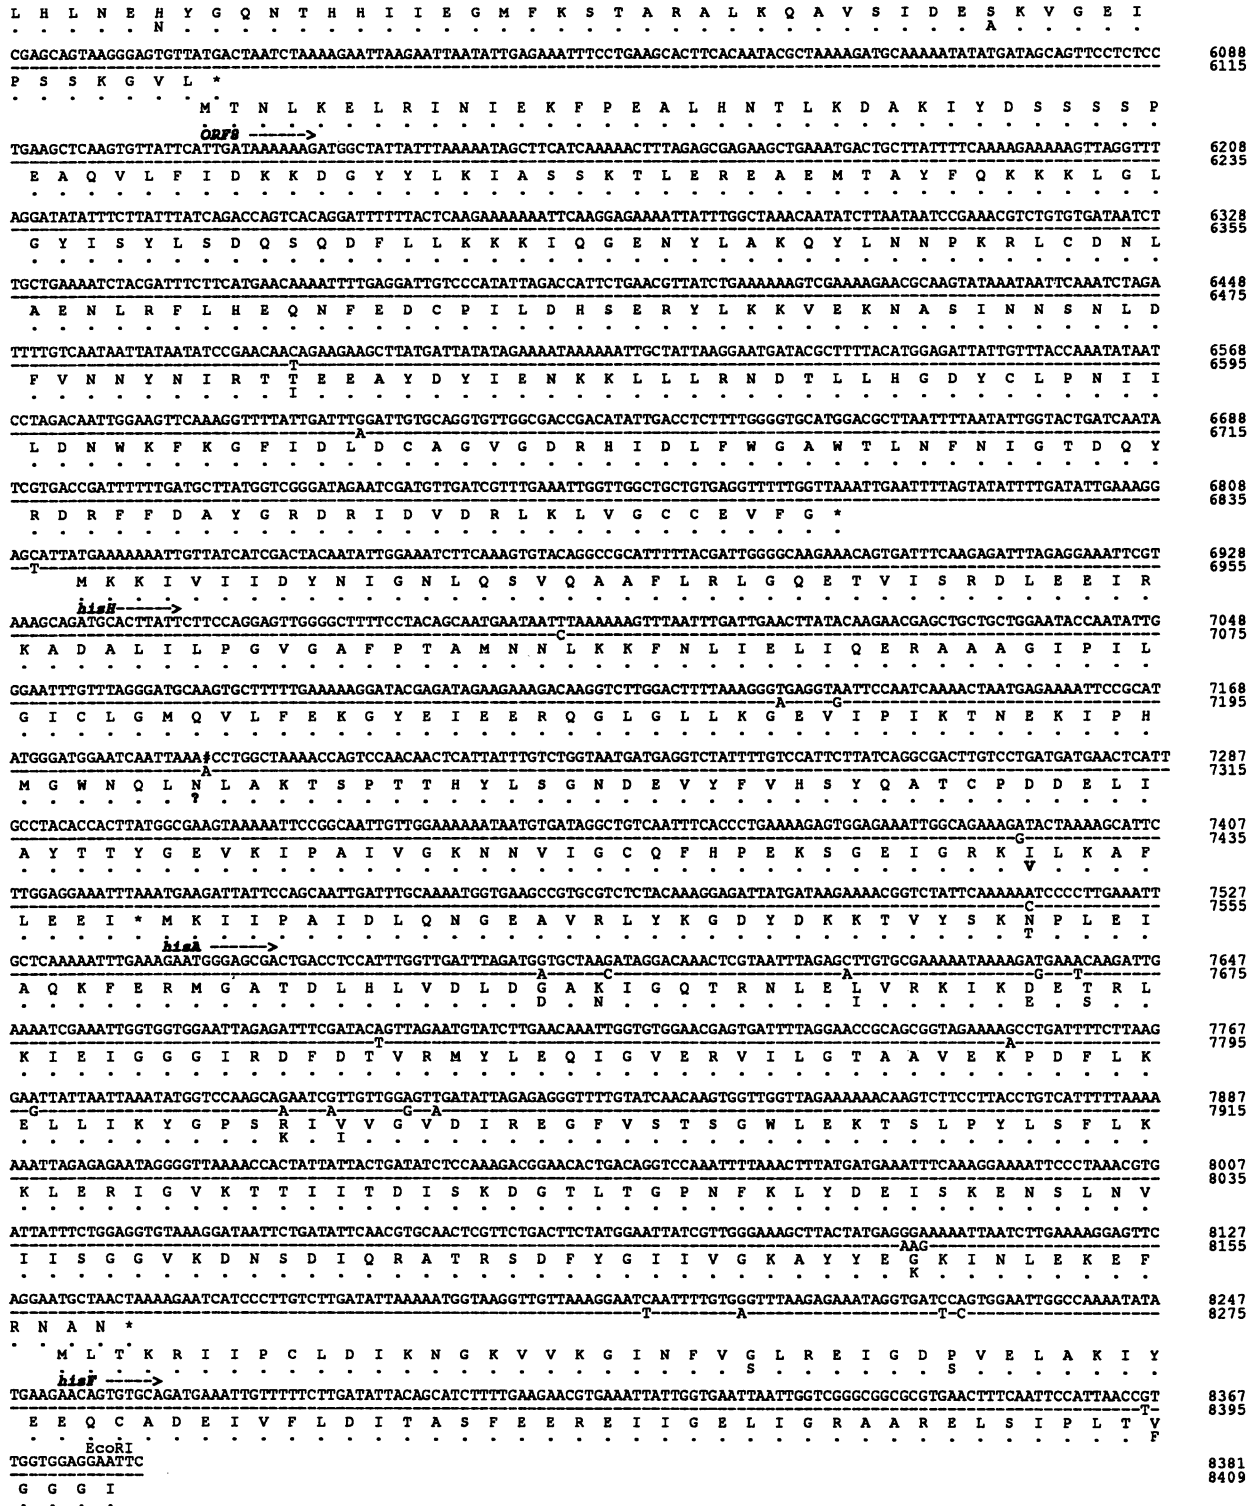 L H L N E H Y G Q N T H H I I E G M F K S T A R A L K Q A V S I D E S K V G E I
N A
CGAGCAGTAAGGGAGTGTTATGACTAATCTAAAAGAATTAAGAATTAATATTGAGAAATTTCCTGAAGCACTTCACAATACGCTAAAAGATGCAAAAATATATGATAGCAGTTCCTCTCC 6088
6115
P S S K G V L *
M T N L K E L R I N I E K F P E A L H N T L K D A K I Y D S S S S P
ORF8 ------>
TGAAGCTCAAGTGTTATTCATTGATAAAAAAGATGGCTATTATTTAAAAATAGCTTCATCAAAAACTTTAGAGCGAGAAGCTGAAATGACTGCTTATTTTCAAAAGAAAAAGTTAGGTTT 6208
6235
E A Q V L F I D K K D G Y Y L K I A S S K T L E R E A E M T A Y F Q K K K L G L
AGGATATATTTCTTATTTATCAGACCAGTCACAGGATTTTTTACTCAAGAAAAAAATTCAAGGAGAAAATTATTTGGCTAAACAATATCTTAATAATCCGAAACGTCTGTGTGATAATCT 6328
6355
G Y I S Y L S D Q S Q D F L L K K K I Q G E N Y L A K Q Y L N N P K R L C D N L
TGCTGAAAATCTACGATTTCTTCATGAACAAAATTTTGAGGATTGTCCCATATTAGACCATTCTGAACGTTATCTGAAAAAAGTCGAAAAGAACGCAAGTATAAATAATTCAAATCTAGA 6448
6475
A E N L R F L H E Q N F E D C P I L D H S E R Y L K K V E K N A S I N N S N L D
TTTTGTCAATAATTATAATATCCGAACAACAGAAGAAGCTTATGATTATATAGAAAATAAAAAATTGCTATTAAGGAATGATACGCTTTTACATGGAGATTATTGTTTACCAAATATAAT 6568
T 6595
F V N N Y N I R T T E E A Y D Y I E N K K L L L R N D T L L H G D Y C L P N I I
I
CCTAGACAATTGGAAGTTCAAAGGTTTTATTGATTTGGATTGTGCAGGTGTTGGCGACCGACATATTGACCTCTTTTGGGGTGCATGGACGCTTAATTTTAATATTGGTACTGATCAATA 6688
A 6715
L D N W K F K G F I D L D C A G V G D R H I D L F W G A W T L N F N I G T D Q Y
TCGTGACCGATTTTTTGATGCTTATGGTCGGGATAGAATCGATGTTGATCGTTTGAAATTGGTTGGCTGCTGTGAGGTTTTTGGTTAAATTGAATTTTAGTATATTTTGATATTGAAAGG 6808
6835
R D R F F D A Y G R D R I D V D R L K L V G C C E V F G *
AGCATTATGAAAAAAATTGTTATCATCGACTACAATATTGGAAATCTTCAAAGTGTACAGGCCGCATTTTTACGATTGGGGCAAGAAACAGTGATTTCAAGAGATTTAGAGGAAATTCGT 6928
T 6955
M K K I V I I D Y N I G N L Q S V Q A A F L R L G Q E T V I S R D L E E I R
hisH ------>
AAAGCAGATGCACTTATTCTTCCAGGAGTTGGGGCTTTTCCTACAGCAATGAATAATTTAAAAAAGTTTAATTTGATTGAACTTATACAAGAACGAGCTGCTGCTGGAATACCAATATTG 7048
C 7075
K A D A L I L P G V G A F P T A M N N L K K F N L I E L I Q E R A A A G I P I L
GGAATTTGTTTAGGGATGCAAGTGCTTTTTGAAAAAGGATACGAGATAGAAGAAAGACAAGGTCTTGGACTTTTAAAGGGTGAGGTAATTCCAATCAAAACTAATGAGAAAATTCCGCAT 7168
A G 7195
G I C L G M Q V L F E K G Y E I E E R Q G L G L L K G E V I P I K T N E K I P H
ATGGGATGGAATCAATTAAA#CCTGGCTAAAACCAGTCCAACAACTCATTATTTGTCTGGTAATGATGAGGTCTATTTTGTCCATTCTTATCAGGCGACTTGTCCTGATGATGAACTCATT 7287
A 7315
M G W N Q L N L A K T S P T T H Y L S G N D E V Y F V H S Y Q A T C P D D E L I
?
GCCTACACCACTTATGGCGAAGTAAAAATTCCGGCAATTGTTGGAAAAAATAATGTGATAGGCTGTCAATTTCACCCTGAAAAGAGTGGAGAAATTGGCAGAAAGATACTAAAAGCATTC 7407
G 7435
A Y T T Y G E V K I P A I V G K N N V I G C Q F H P E K S G E I G R K I L K A F
V
TTGGAGGAAATTTAAATGAAGATTATTCCAGCAATTGATTTGCAAAATGGTGAAGCCGTGCGTCTCTACAAAGGAGATTATGATAAGAAAACGGTCTATTCAAAAAATCCCCTTGAAATT 7527
C 7555
L E E I * M K I I P A I D L Q N G E A V R L Y K G D Y D K K T V Y S K N P L E I
T
hisA ------>
GCTCAAAAATTTGAAAGAATGGGAGCGACTGACCTCCATTTGGTTGATTTAGATGGTGCTAAGATAGGACAAACTCGTAATTTAGAGCTTGTGCGAAAAATAAAAGATGAAACAAGATTG 7647
A C A G T 7675
A Q K F E R M G A T D L H L V D L D G A K I G Q T R N L E L V R K I K D E T R L
D N I E S
AAAATCGAAATTGGTGGTGGAATTAGAGATTTCGATACAGTTAGAATGTATCTTGAACAAATTGGTGTGGAACGAGTGATTTTAGGAACCGCAGCGGTAGAAAAGCCTGATTTTCTTAAG 7767
T A 7795
K I E I G G G I R D F D T V R M Y L E Q I G V E R V I L G T A A V E K P D F L K
GAATTATTAATTAAATATGGTCCAAGCAGAATCGTTGTTGGAGTTGATATTAGAGAGGGTTTTGTATCAACAAGTGGTTGGTTAGAAAAAACAAGTCTTCCTTACCTGTCATTTTTAAAA 7887
G A A G A 7915
E L L I K Y G P S R I V V G V D I R E G F V S T S G W L E K T S L P Y L S F L K
K I
AAATTAGAGAGAATAGGGGTTAAAACCACTATTATTACTGATATCTCCAAAGACGGAACACTGACAGGTCCAAATTTTAAACTTTATGATGAAATTTCAAAGGAAAATTCCCTAAACGTG 8007
8035
K L E R I G V K T T I I T D I S K D G T L T G P N F K L Y D E I S K E N S L N V
ATTATTTCTGGAGGTGTAAAGGATAATTCTGATATTCAACGTGCAACTCGTTCTGACTTCTATGGAATTATCGTTGGGAAAGCTTACTATGAGGGAAAAATTAATCTTGAAAAGGAGTTC 8127
AAG 8155
I I S G G V K D N S D I Q R A T R S D F Y G I I V G K A Y Y E G K I N L E K E F
K
AGGAATGCTAACTAAAAGAATCATCCCTTGTCTTGATATTAAAAATGGTAAGGTTGTTAAAGGAATCAATTTTGTGGGTTTAAGAGAAATAGGTGATCCAGTGGAATTGGCCAAAATATA 8247
T A T C 8275
R N A N *
M L T K R I I P C L D I K N G K V V K G I N F V G L R E I G D P V E L A K I Y
S S
hisF ------>
TGAAGAACAGTGTGCAGATGAAATTGTTTTTCTTGATATTACAGCATCTTTTGAAGAACGTGAAATTATTGGTGAATTAATTGGTCGGGCGGCGCGTGAACTTTCAATTCCATTAACCGT 8367
T 8395
E E Q C A D E I V F L D I T A S F E E R E I I G E L I G R A A R E L S I P L T V
F
EcoRI
TGGTGGAGGAATTC 8381
8409
G G G I